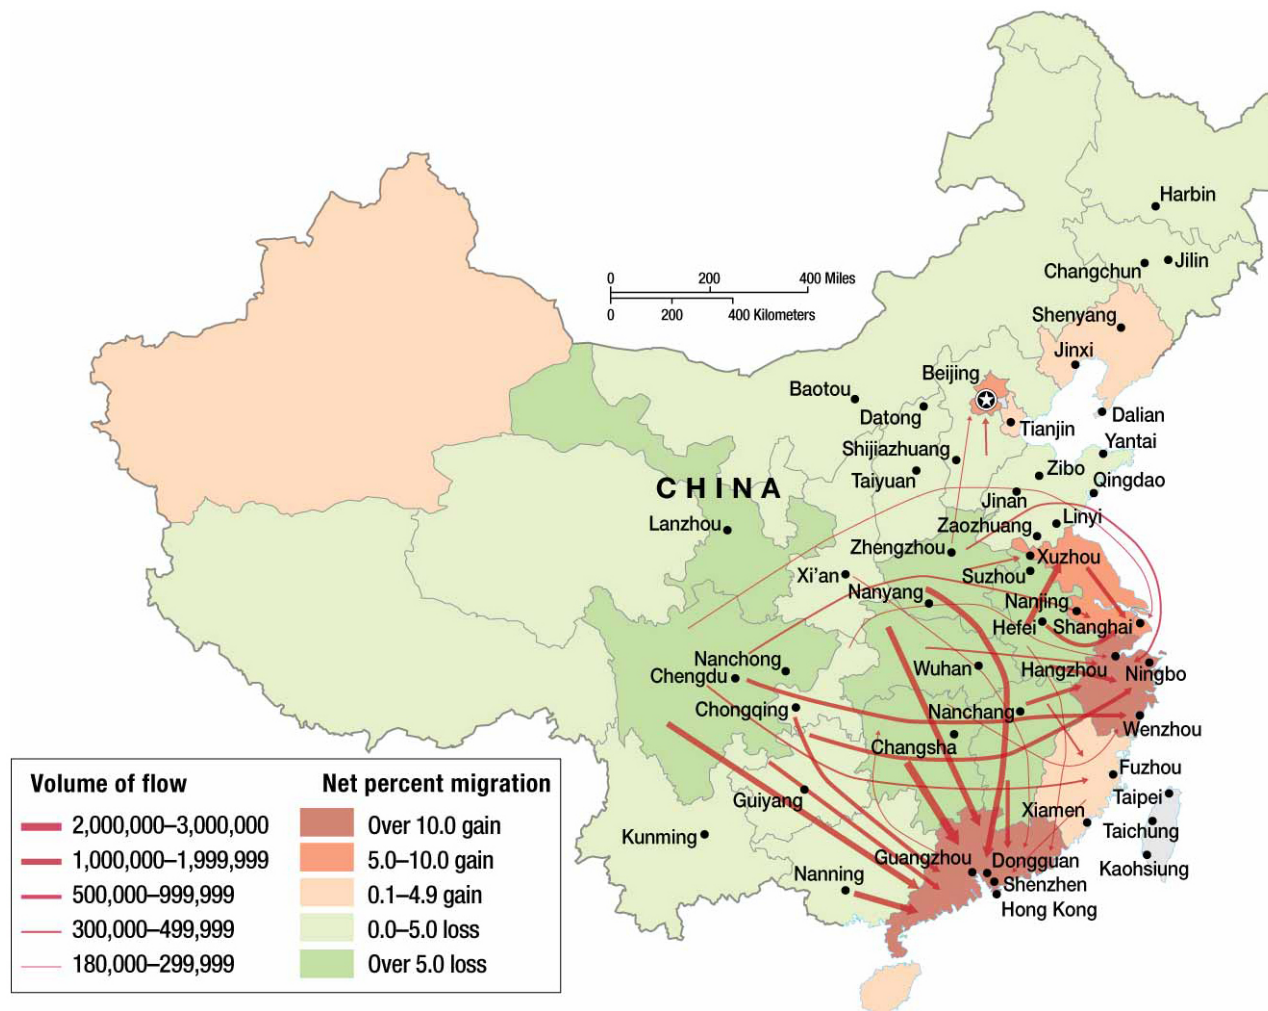 Harbin
Changchun
Jilin
0 200 400 Miles
0 200 400 Kilometers
Shenyang
Jinxi
Beijing
Baotou
Datong
Dalian
Tianjin
Yantai
Shijiazhuang
Zibo
Taiyuan
Qingdao
CHINA
Jinan
Lanzhou
Zaozhuang
Linyi
Zhengzhou
Xuzhou
Xi'an
Suzhou
Nanyang
Nanjing
Hefei
Shanghai
Nanchong
Wuhan
Hangzhou
Ningbo
Chengdu
Chongqing
Nanchang
Wenzhou
Changsha
Fuzhou
Guiyang
Taipei
Xiamen
Kunming
Taichung
Guangzhou
Dongguan
Kaohsiung
Nanning
Shenzhen
Hong Kong
Volume of flow
2,000,000–3,000,000
1,000,000–1,999,999
500,000–999,999
300,000–499,999
180,000–299,999
Net percent migration
Over 10.0 gain
5.0–10.0 gain
0.1–4.9 gain
0.0–5.0 loss
Over 5.0 loss